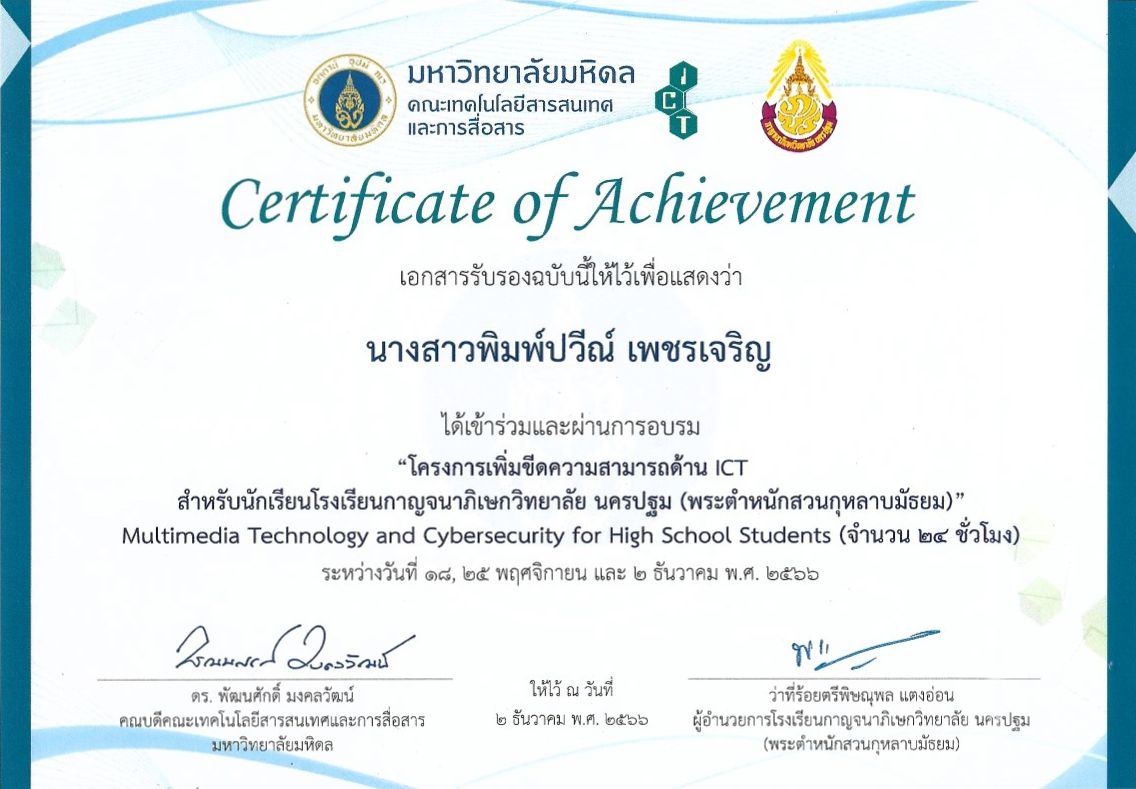 มหาวิทยาลัยมหิดล
คณะเทคโนโลยีสารสนเทศ
และการสื่อสาร
I
C
T
Certificate of Achievement
เอกสารรับรองฉบับนี้ให้ไว้เพื่อแสดงว่า
นางสาวพิมพ์ปวีณ์ เพชรเจริญ
ได้เข้าร่วมและผ่านการอบรม
“โครงการเพิ่มขีดความสามารถด้าน ICT
สำหรับนักเรียนโรงเรียนกาญจนาภิเษกวิทยาลัย นครปฐม (พระตำหนักสวนกุหลาบมัธยม)”
Multimedia Technology and Cybersecurity for High School Students (จำนวน ๒๔ ชั่วโมง)
ระหว่างวันที่ ๑๘, ๒๕ พฤศจิกายน และ ๒ ธันวาคม พ.ศ. ๒๕๖๖
ดร. พัฒนศักดิ์ มงคลวัฒน์
คณบดีคณะเทคโนโลยีสารสนเทศและการสื่อสาร
มหาวิทยาลัยมหิดล
ให้ไว้ ณ วันที่
๒ ธันวาคม พ.ศ. ๒๕๖๖
ว่าที่ร้อยตรีพิษณุพล แตงอ่อน
ผู้อำนวยการโรงเรียนกาญจนาภิเษกวิทยาลัย นครปฐม
(พระตำหนักสวนกุหลาบมัธยม)